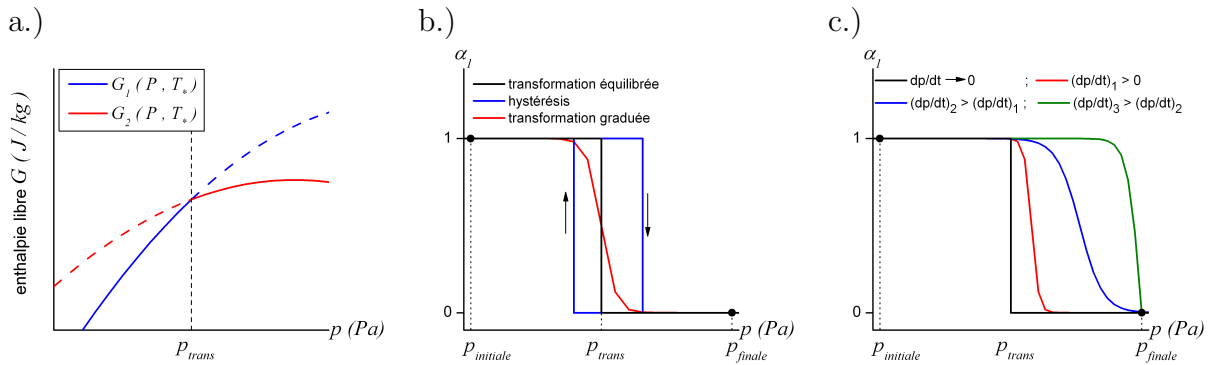 a.)
enthalpie libre G ( J / kg )
G1 ( P , T* )
G2 ( P , T* )
p (Pa)
ptrans
b.)
α1
transformation équilibrée
hystérésis
transformation graduée
1
0
p (Pa)
pinitiale
ptrans
pfinale
c.)
α1
dp/dt → 0 ; (dp/dt)1 > 0
(dp/dt)2 > (dp/dt)1 ; (dp/dt)3 > (dp/dt)2
1
0
p (Pa)
pinitiale
ptrans
pfinale